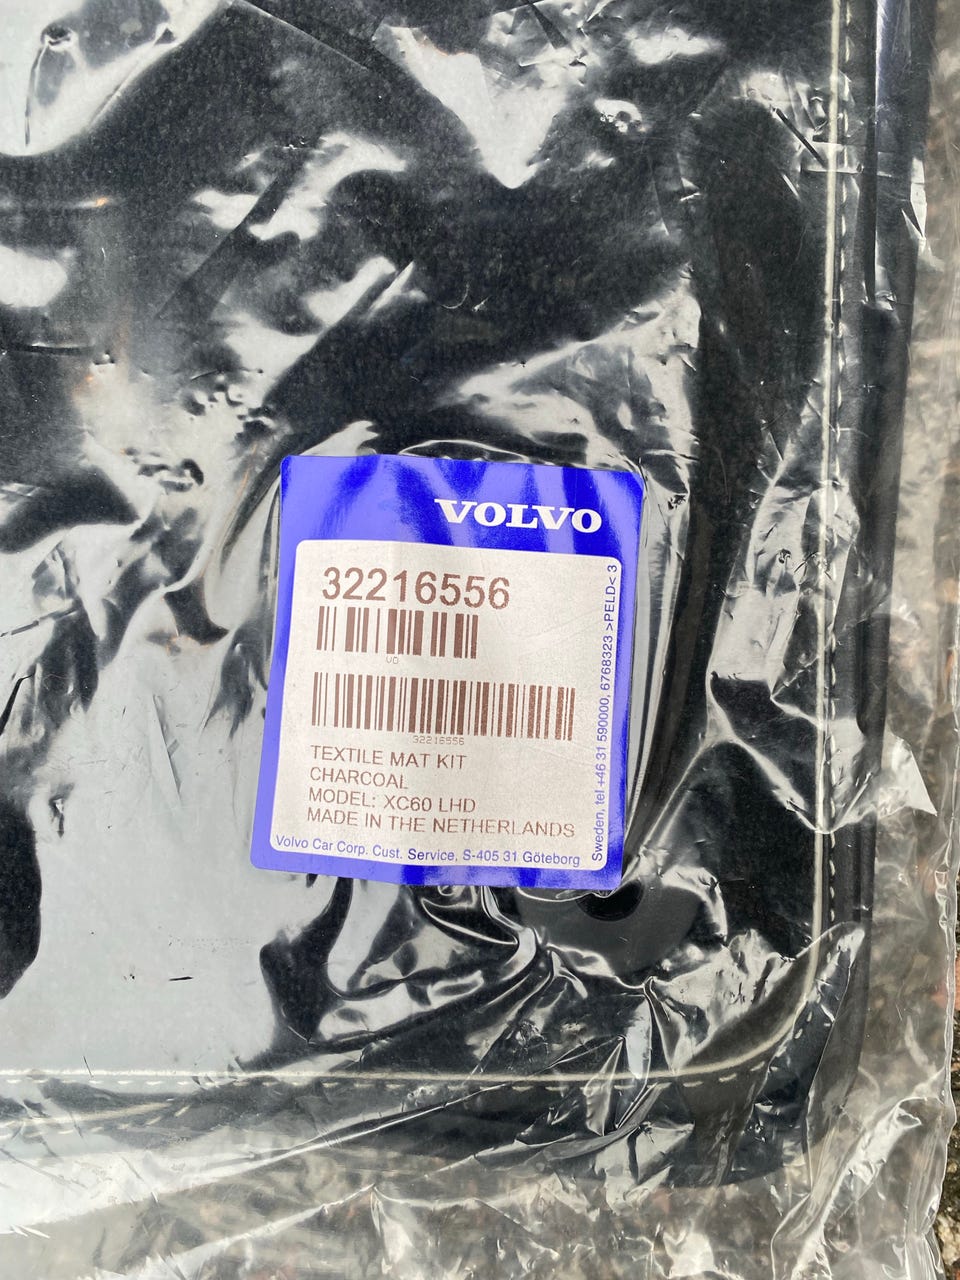 VOLVO
32216556
VO
32216556
TEXTILE MAT KIT
CHARCOAL
MODEL: XC60 LHD
MADE IN THE NETHERLANDS
Volvo Car Corp. Cust. Service, S-405 31 Göteborg
Sweden, tel +46 31 590000, 6768323 >PELD< 3